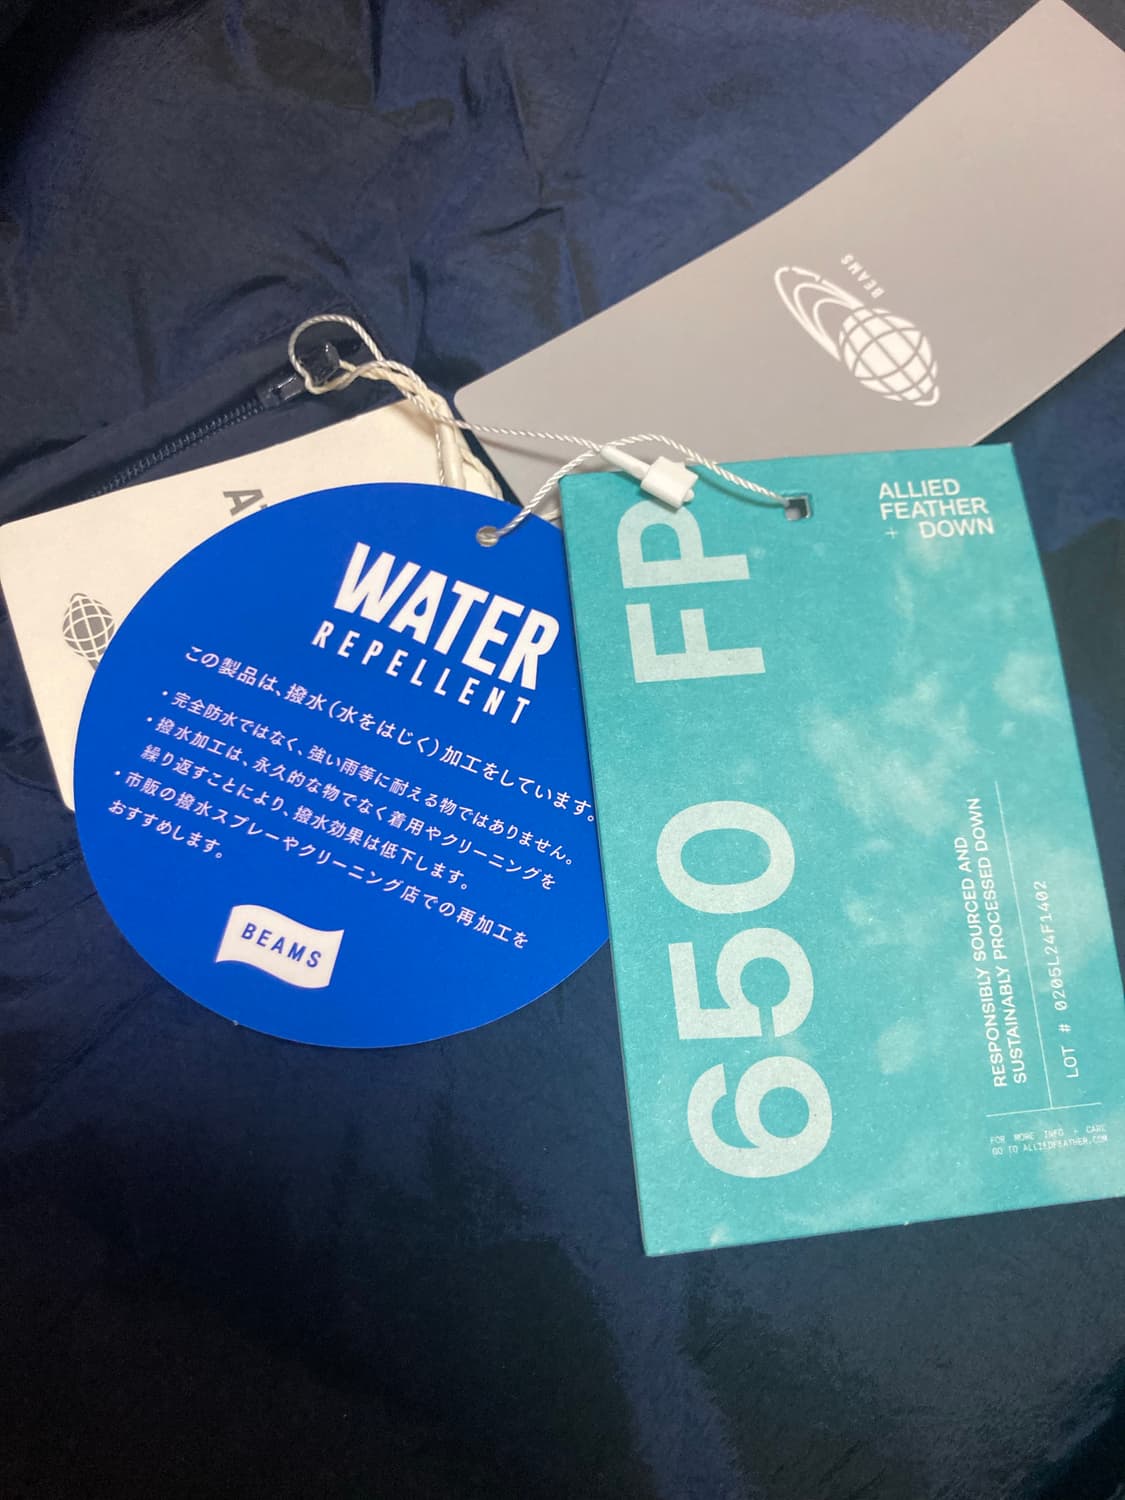 BEAMS
WATER
REPELLENT
この製品は、撥水(水をはじく)加工をしています。
・完全防水ではなく、強い雨等に耐える物ではありません。
・撥水加工は、永久的な物でなく着用やクリーニングを
繰り返すことにより、撥水効果は低下します。
・市販の撥水スプレーやクリーニング店での再加工を
おすすめします。
BEAMS
ALLIED
FEATHER
+ DOWN
650 FP
RESPONSIBLY SOURCED AND
SUSTAINABLY PROCESSED DOWN
LOT # 0205L24F1402
FOR MORE INFO + CARE
GO TO ALLIEDFEATHER.COM